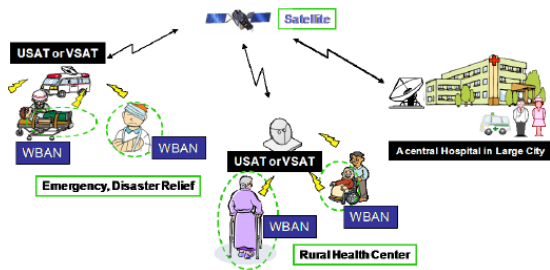 Satellite
USAT or VSAT
WBAN
WBAN
Emergency, Disaster Relief
USAT or VSAT
WBAN
WBAN
Rural Health Center
A central Hospital in Large City